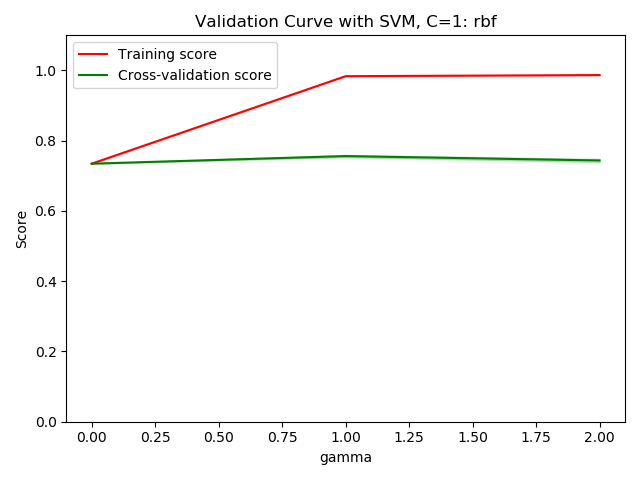 Validation Curve with SVM, C=1: rbf
Training score
Cross-validation score
1.0
0.8
0.6
0.4
0.2
0.0
Score
0.00 0.25 0.50 0.75 1.00 1.25 1.50 1.75 2.00
gamma